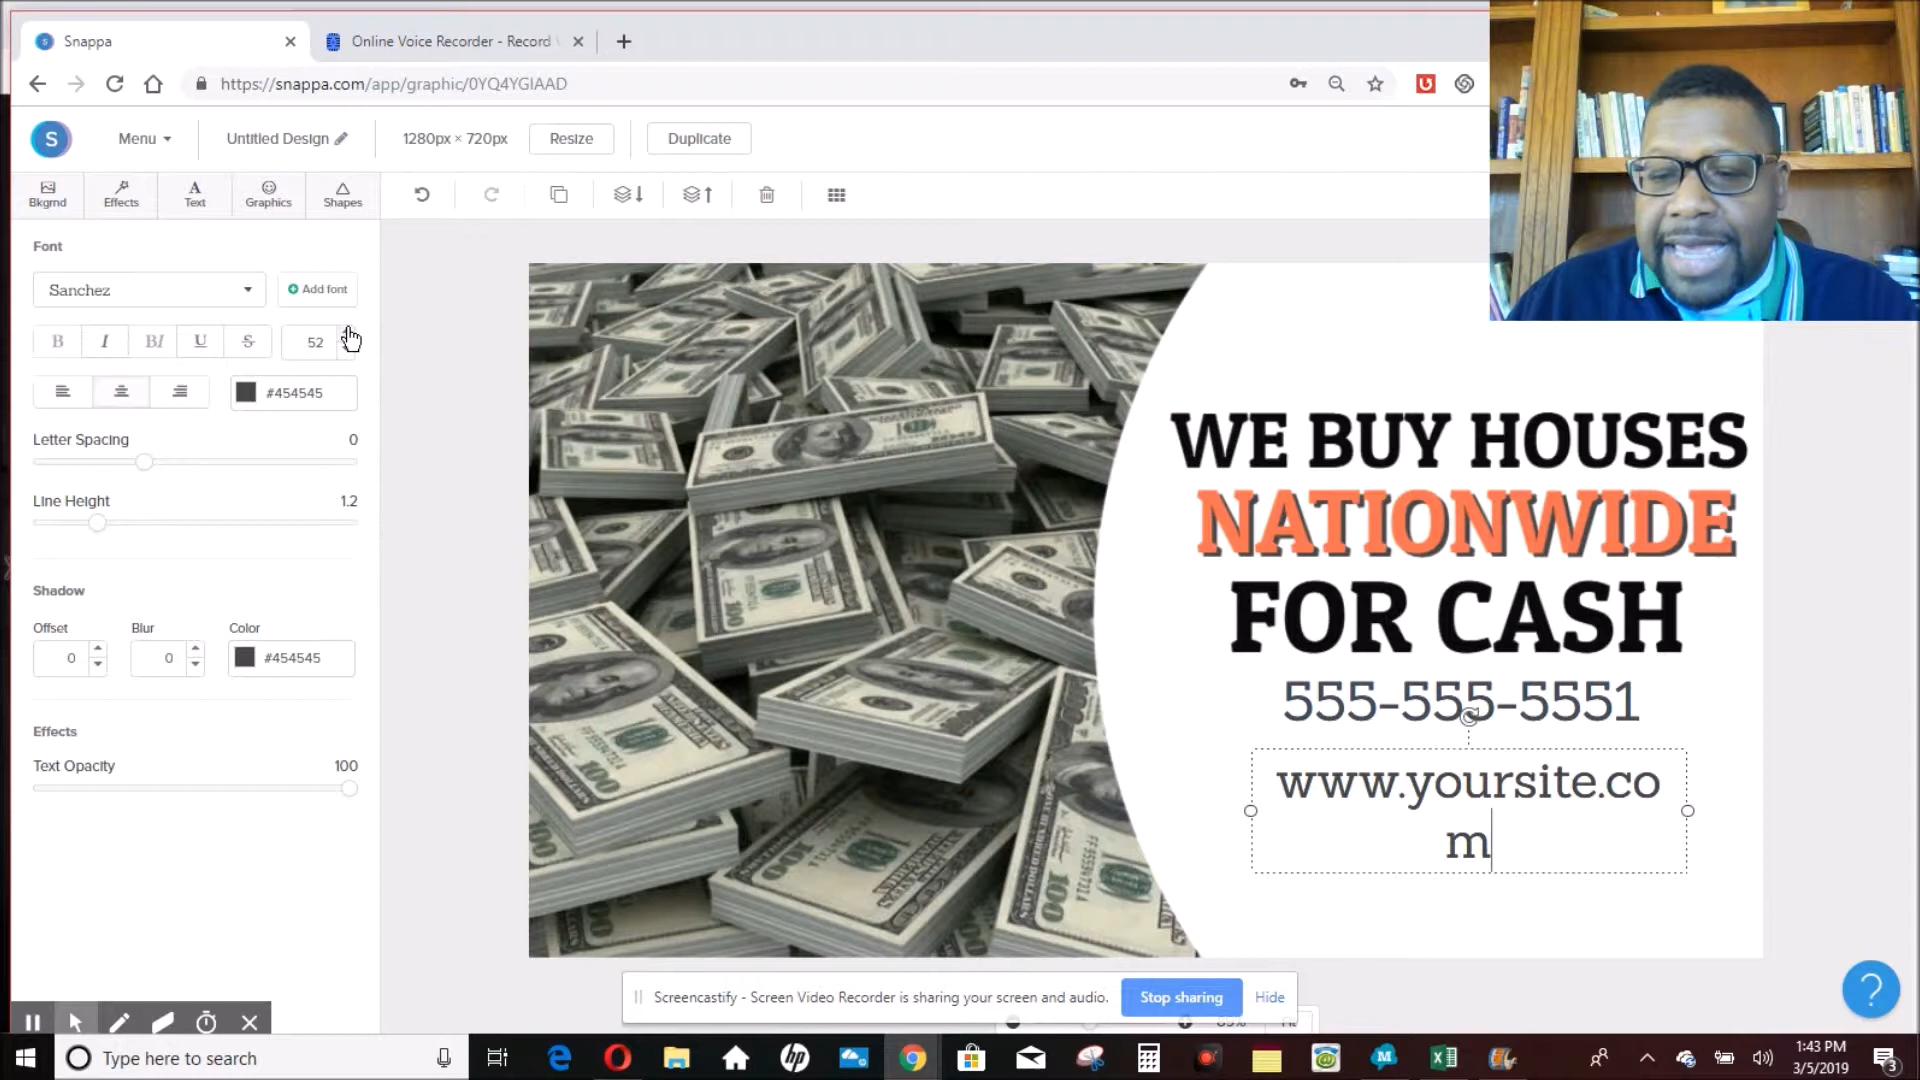 Snappa
Online Voice Recorder - Record
https://snappa.com/app/graphic/0YQ4YGIAAD
S
Menu
Untitled Design
1280px × 720px
Resize
Duplicate
Bkgrnd
Effects
Text
Graphics
Shapes
Font
Sanchez
Add font
B
I
BI
U
S
52
#454545
Letter Spacing
0
Line Height
1.2
Shadow
Offset
Blur
Color
0
0
#454545
Effects
Text Opacity
100
WE BUY HOUSES
NATIONWIDE
FOR CASH
555-555-5551
www.yoursite.co
m
Screencastify - Screen Video Recorder is sharing your screen and audio.
Stop sharing
Hide
?
Type here to search
1:43 PM
3/5/2019
3